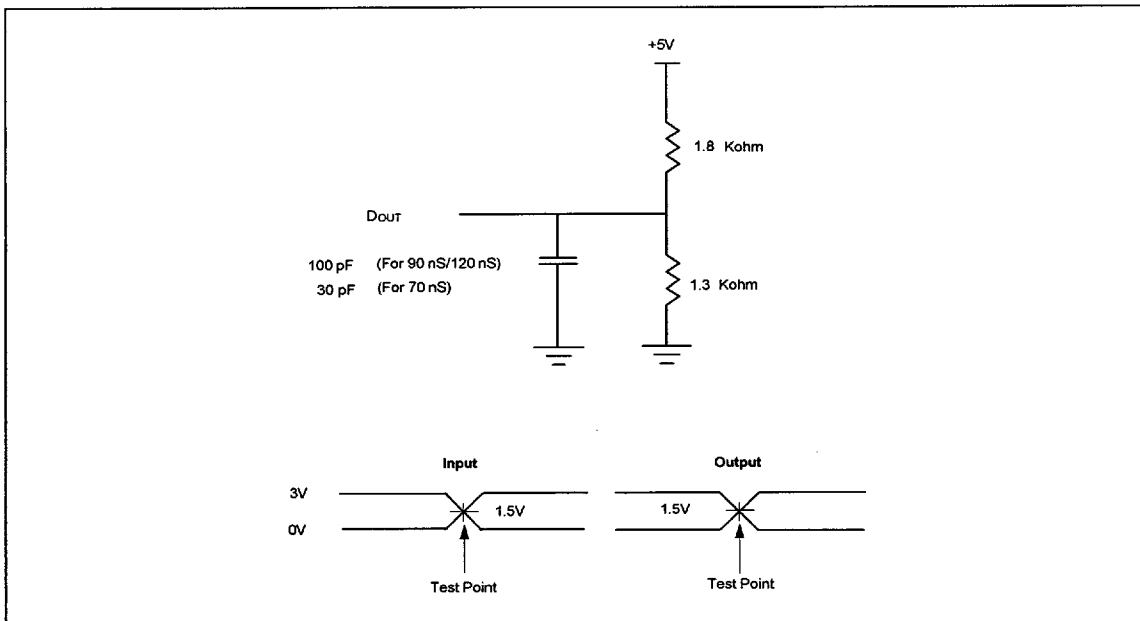 +5V
1.8 Kohm
DOUT
100 pF (For 90 nS/120 nS)
30 pF (For 70 nS)
1.3 Kohm
Input Output
3V
1.5V 1.5V
0V
Test Point Test Point